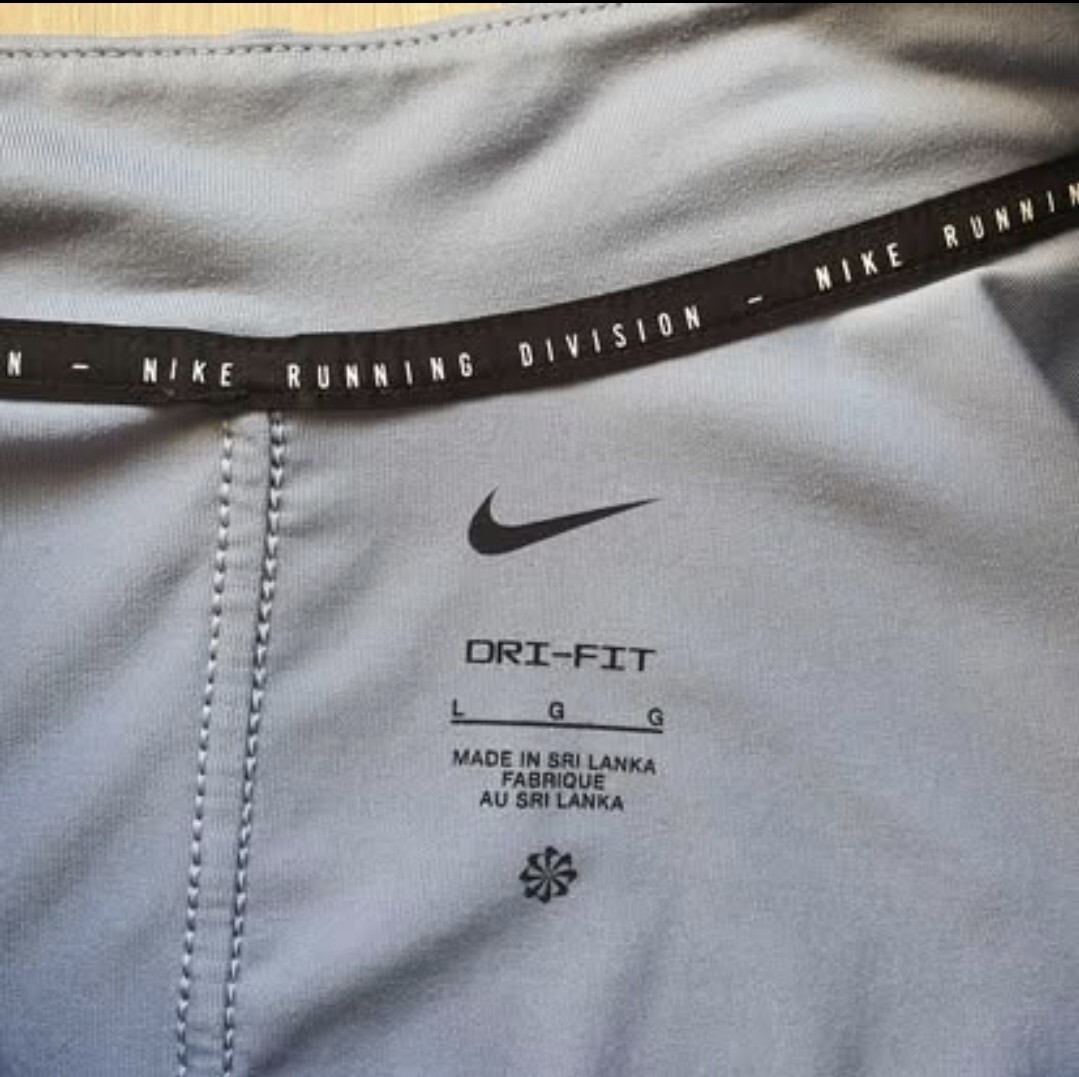 N – NIKE RUNNING DIVISION – NIKE RUNNIN
DRI-FIT
L G G
MADE IN SRI LANKA
FABRIQUE
AU SRI LANKA